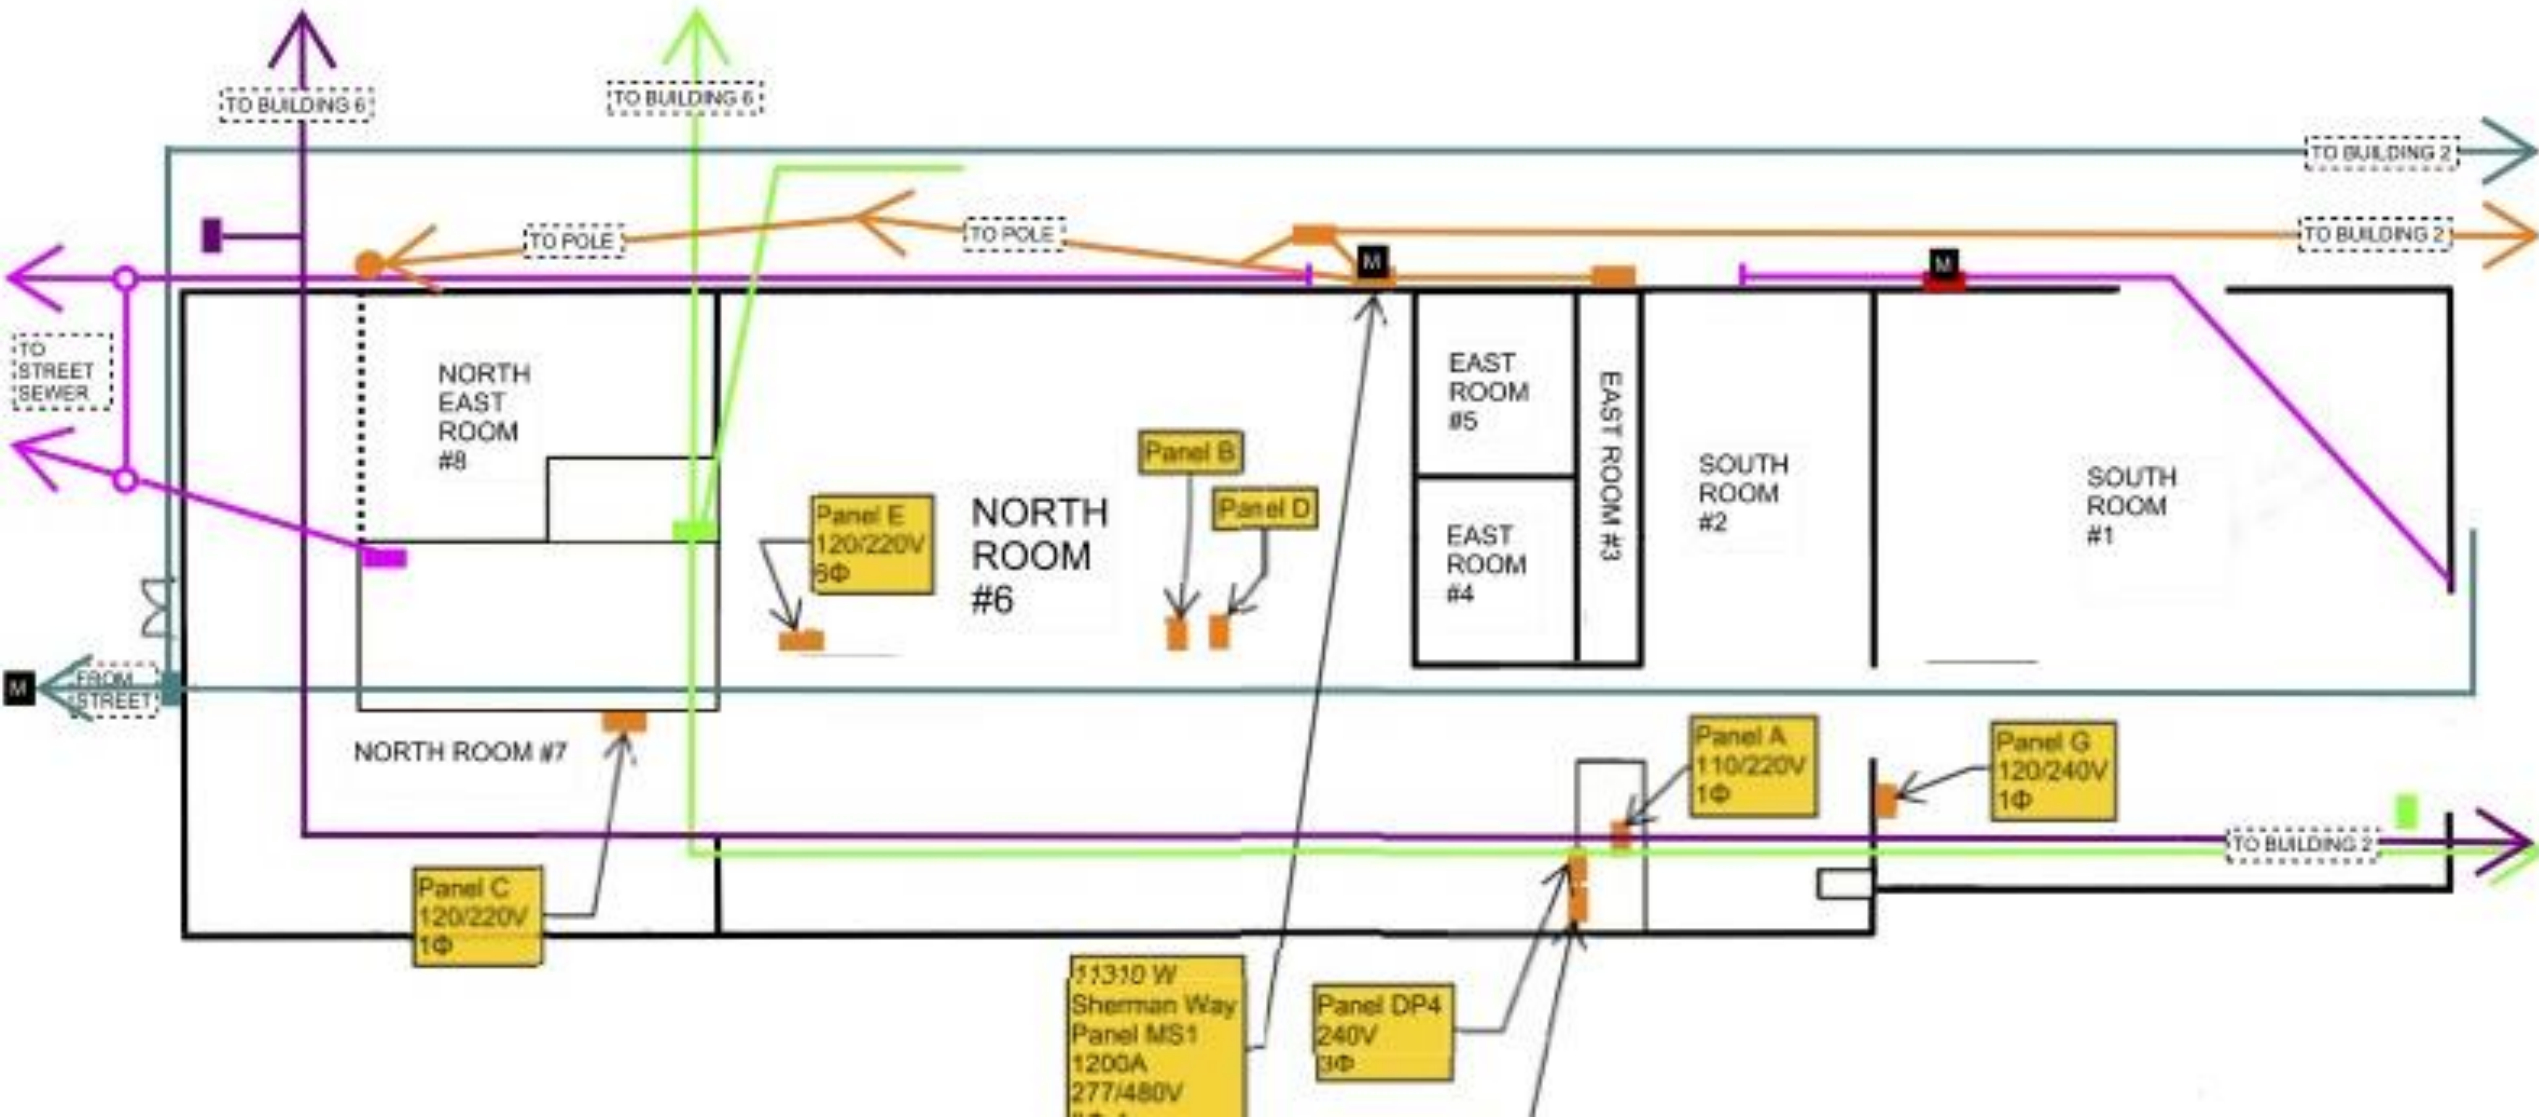 TO BUILDING 6
TO BUILDING 6
TO BUILDING 2
TO POLE
TO POLE
TO BUILDING 2
M
M
TO
STREET
SEWER
NORTH
EAST
ROOM
#8
EAST
ROOM
#5
EAST ROOM #3
Panel B
Panel D
Panel E
120/220V
6Φ
NORTH
ROOM
#6
EAST
ROOM
#4
SOUTH
ROOM
#2
SOUTH
ROOM
#1
M
FROM
STREET
NORTH ROOM #7
Panel A
110/220V
1Φ
Panel G
120/240V
1Φ
TO BUILDING 2
Panel C
120/220V
1Φ
11310 W
Sherman Way
Panel MS1
1200A
277/480V
Panel DP4
240V
3Φ